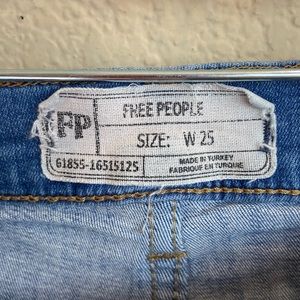 FP
FREE PEOPLE
SIZE: W 25
61855-16515125
MADE IN TURKEY
FABRIQUE EN TURQUIE